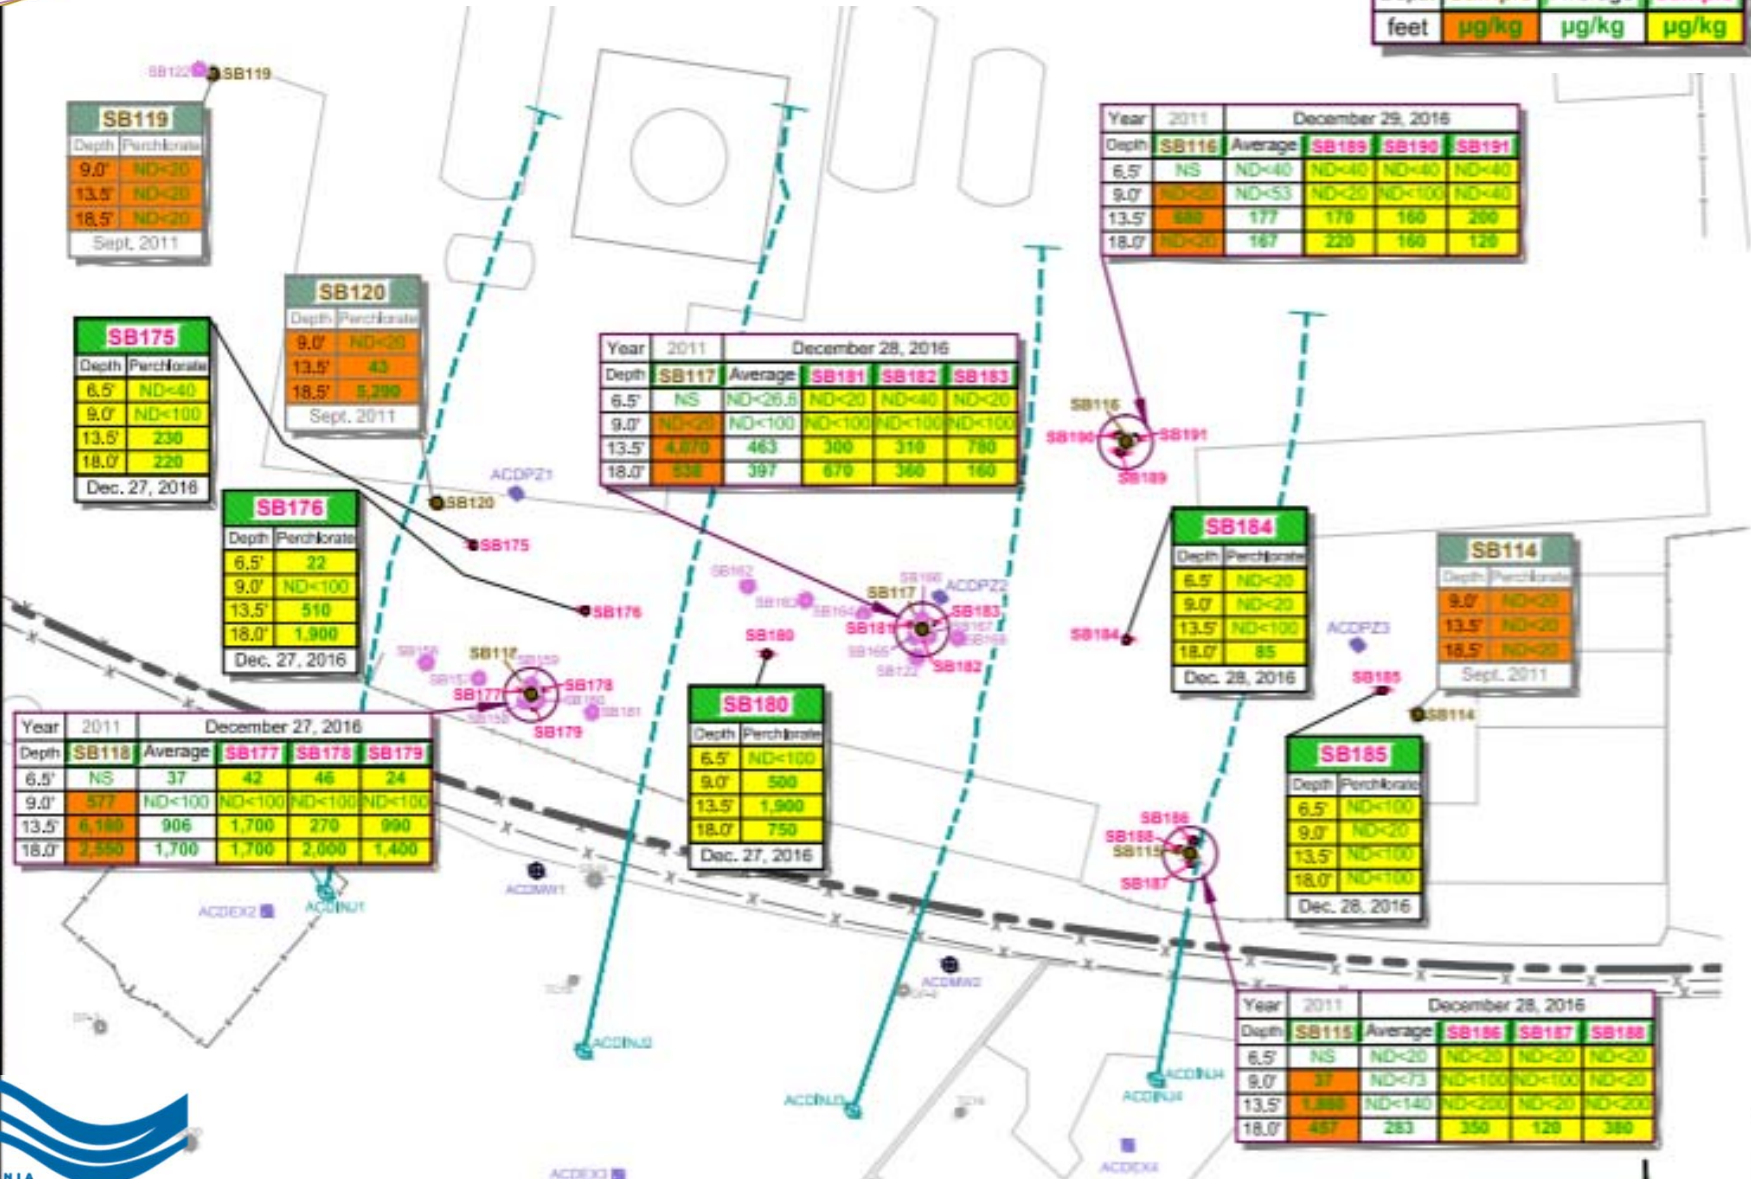 feet µg/kg µg/kg µg/kg
SB122 SB119
SB119
Depth Perchlorate
9.0' ND<20
13.5' ND<20
18.5' ND<20
Sept. 2011
Year 2011 December 29, 2016
Depth SB116 Average SB189 SB190 SB191
6.5' NS ND<40 ND<40 ND<40 ND<40
9.0' ND<20 ND<53 ND<20 ND<100 ND<40
13.5' 680 177 170 160 200
18.0' ND<20 167 220 160 120
SB120
Depth Perchlorate
9.0' ND<20
13.5' 43
18.5' 5,290
Sept. 2011
SB175
Depth Perchlorate
6.5' ND<40
9.0' ND<100
13.5' 230
18.0' 220
Dec. 27, 2016
Year 2011 December 28, 2016
Depth SB117 Average SB181 SB182 SB183
6.5' NS ND<26.6 ND<20 ND<40 ND<20
9.0' ND<20 ND<100 ND<100 ND<100 ND<100
13.5' 4,070 463 300 310 780
18.0' 538 397 670 360 160
SB116
SB190 SB191
SB189
ACDPZ1
SB120
SB175
SB176
Depth Perchlorate
6.5' 22
9.0' ND<100
13.5' 510
18.0' 1,900
Dec. 27, 2016
SB176
SB184
Depth Perchlorate
6.5' ND<20
9.0' ND<20
13.5' ND<100
18.0' 85
Dec. 28, 2016
SB114
Depth Perchlorate
9.0' ND<20
13.5' ND<20
18.5' ND<20
Sept. 2011
SB162
SB163
SB164
SB166
SB117
ACDPZ2
SB183
SB181
SB167
SB168
SB165
SB182
SB122
SB180
SB184
ACDPZ3
SB185
SB114
SB156
SB157
SB118
SB159
SB177 SB178
SB160
SB158
SB161
SB179
SB180
Depth Perchlorate
6.5' ND<100
9.0' 500
13.5' 1,900
18.0' 750
Dec. 27, 2016
Year 2011 December 27, 2016
Depth SB118 Average SB177 SB178 SB179
6.5' NS 37 42 46 24
9.0' 577 ND<100 ND<100 ND<100 ND<100
13.5' 6,160 906 1,700 270 990
18.0' 2,550 1,700 1,700 2,000 1,400
SB185
Depth Perchlorate
6.5' ND<100
9.0' ND<20
13.5' ND<100
18.0' ND<100
Dec. 28, 2016
SB186
SB188
SB115
SB187
ACDEX2
ACDINJ1
ACDMW1
ACDMW2
ACDINJ2
ACDINJ3
ACDINJ4
ACDINJ4
Year 2011 December 28, 2016
Depth SB115 Average SB186 SB187 SB188
6.5' NS ND<20 ND<20 ND<20 ND<20
9.0' 37 ND<73 ND<100 ND<100 ND<20
13.5' 1,860 ND<140 ND<200 ND<20 ND<200
18.0' 457 283 350 120 380
ACDEX3
ACDEX4